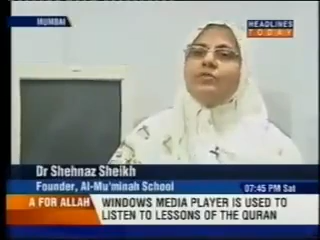 MUMBAI
HEADLINES
TODAY
Dr Shehnaz Sheikh
Founder, Al-Mu'minah School
07:45 PM Sat
A FOR ALLAH
WINDOWS MEDIA PLAYER IS USED TO
LISTEN TO LESSONS OF THE QURAN